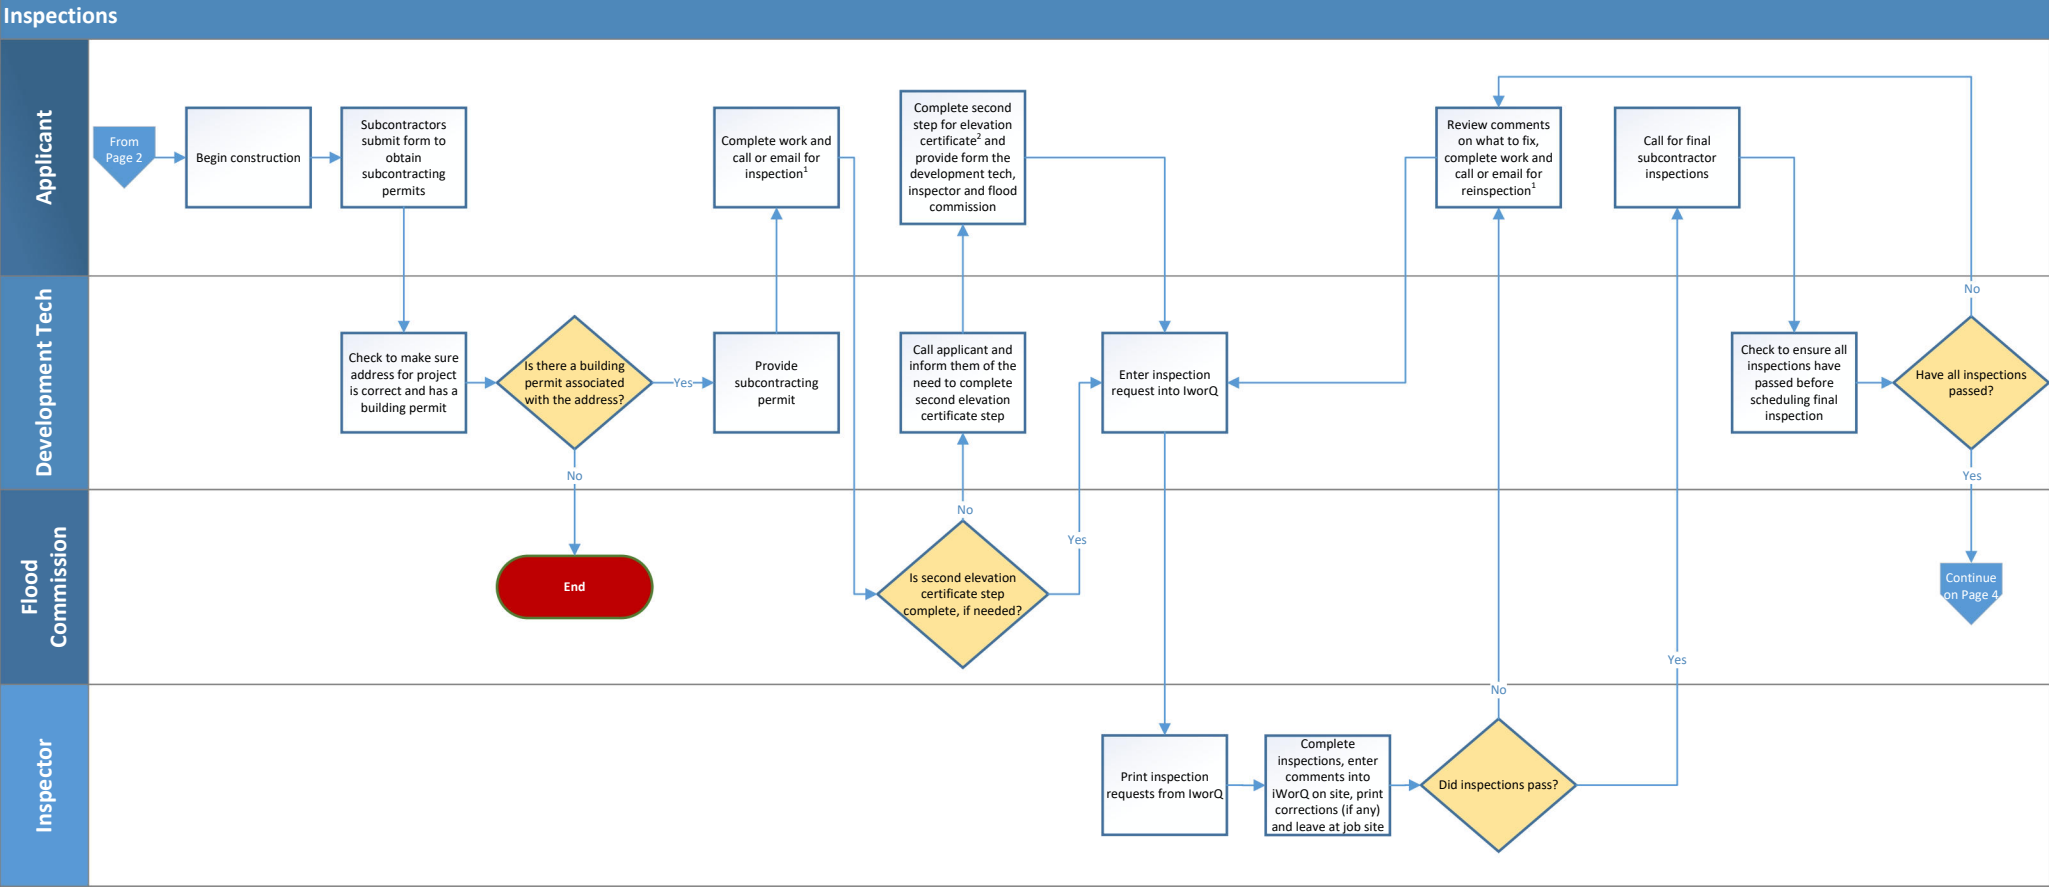 Inspections
Applicant
From
Page 2
Begin construction
Subcontractors
submit form to
obtain
subcontracting
permits
Complete work and
call or email for
inspection1
Complete second
step for elevation
certificate2 and
provide form the
development tech,
inspector and flood
commission
Review comments
on what to fix,
complete work and
call or email for
reinspection1
Call for final
subcontractor
inspections
Development Tech
Check to make sure
address for project
is correct and has a
building permit
Is there a building
permit associated
with the address?
Yes
No
Provide
subcontracting
permit
Call applicant and
inform them of the
need to complete
second elevation
certificate step
Enter inspection
request into IworQ
Check to ensure all
inspections have
passed before
scheduling final
inspection
Have all inspections
passed?
No
Yes
Flood
Commission
End
No
Is second elevation
certificate step
complete, if needed?
Yes
Continue
on Page 4
Inspector
Print inspection
requests from IworQ
Complete
inspections, enter
comments into
iWorQ on site, print
corrections (if any)
and leave at job site
Did inspections pass?
No
Yes